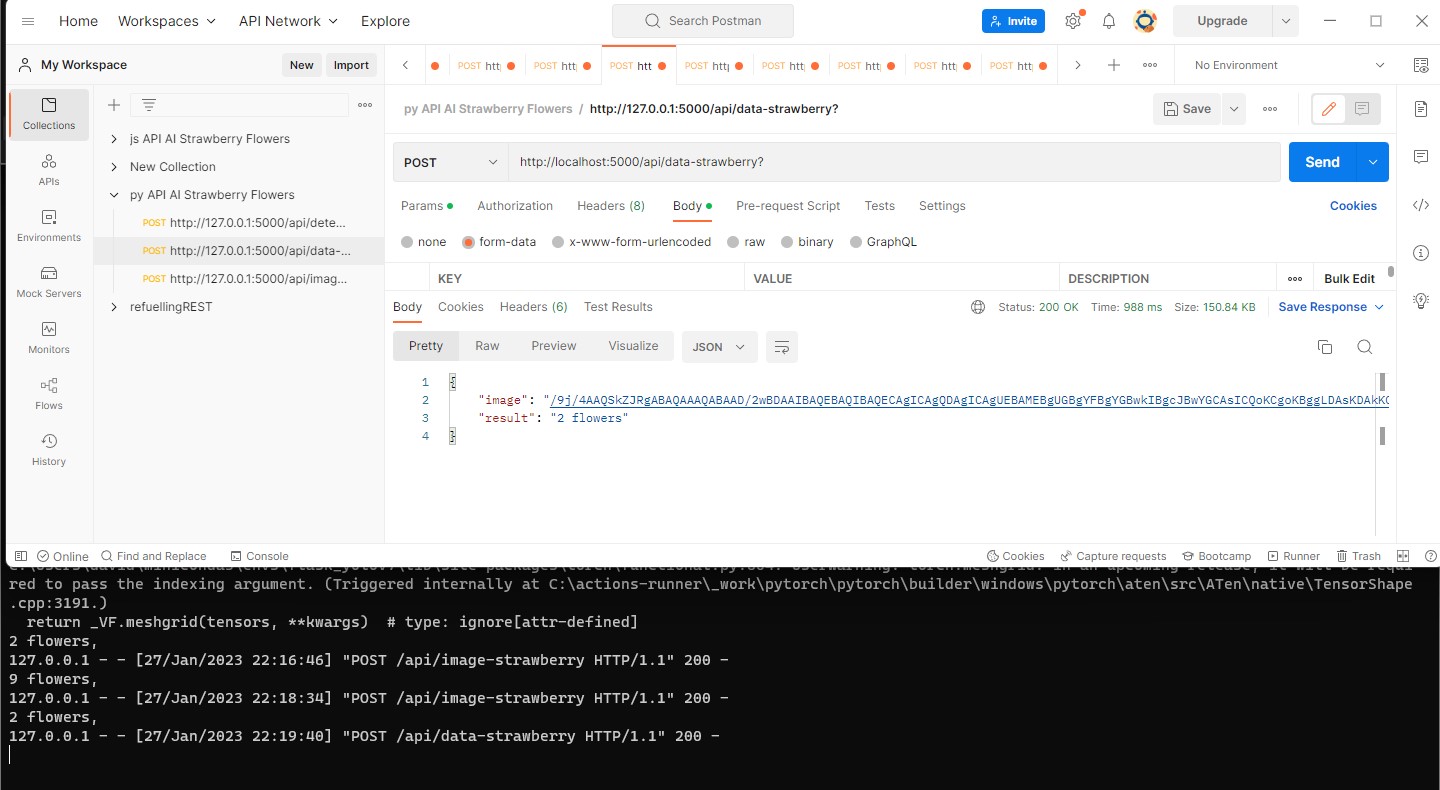 Home Workspaces API Network Explore Search Postman Invite Upgrade
My Workspace New Import
POST htt POST htt POST htt POST http POST htt POST htt POST htt POST htt No Environment
Collections
APIs
Environments
Mock Servers
Monitors
Flows
History
js API AI Strawberry Flowers
New Collection
py API AI Strawberry Flowers
POST http://127.0.0.1:5000/api/dete...
POST http://127.0.0.1:5000/api/data-...
POST http://127.0.0.1:5000/api/imag...
refuellingREST
py API AI Strawberry Flowers / http://127.0.0.1:5000/api/data-strawberry? Save
POST http://localhost:5000/api/data-strawberry? Send
Params Authorization Headers (8) Body Pre-request Script Tests Settings Cookies
none form-data x-www-form-urlencoded raw binary GraphQL
KEY VALUE DESCRIPTION Bulk Edit
Body Cookies Headers (6) Test Results Status: 200 OK Time: 988 ms Size: 150.84 KB Save Response
Pretty Raw Preview Visualize JSON
1 {
2 "image": "/9j/4AAQSkZJRgABAQAAAQABAAD/2wBDAAIBAQEBAQIBAQECAgICAgQDAgICAgUEBAMEBgUGBgYFBgYGBwkIBgcJBwYGCAsICQoKCgoKBggLDAsKDAkKC
3 "result": "2 flowers"
4 }
Online Find and Replace Console Cookies Capture requests Bootcamp Runner Trash
red to pass the indexing argument. (Triggered internally at C:\actions-runner\_work\pytorch\pytorch\builder\windows\pytorch\aten\src\ATen\native\TensorShape
.cpp:3191.)
return _VF.meshgrid(tensors, **kwargs)  # type: ignore[attr-defined]
2 flowers,
127.0.0.1 - - [27/Jan/2023 22:16:46] "POST /api/image-strawberry HTTP/1.1" 200 -
9 flowers,
127.0.0.1 - - [27/Jan/2023 22:18:34] "POST /api/image-strawberry HTTP/1.1" 200 -
2 flowers,
127.0.0.1 - - [27/Jan/2023 22:19:40] "POST /api/data-strawberry HTTP/1.1" 200 -